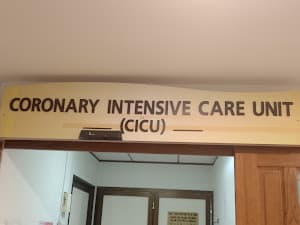 CORONARY INTENSIVE CARE UNIT
(CICU)